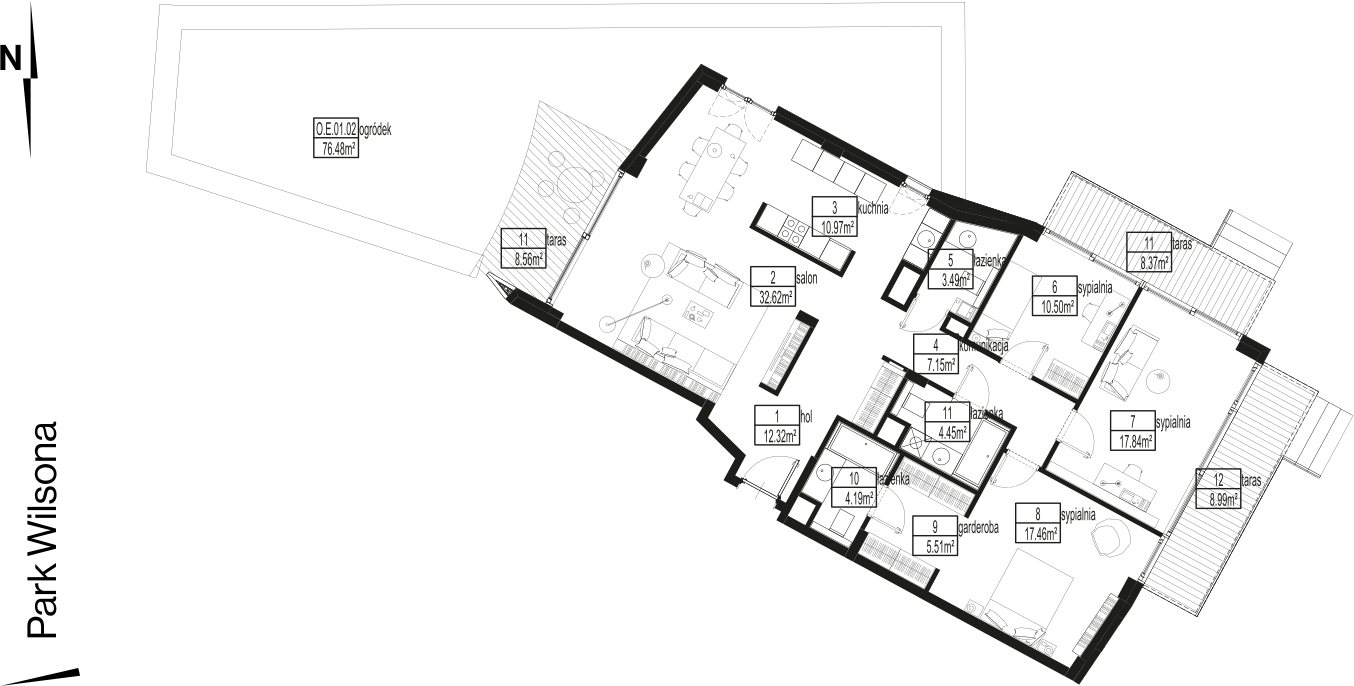 N
O.E.01.02 ogródek
76.48m²
11 taras
8.56m²
3 kuchnia
10.97m²
2 salon
32.62m²
5 łazienka
3.49m²
6 sypialnia
10.50m²
11 taras
8.37m²
4 komunikacja
7.15m²
1 hol
12.32m²
11 łazienka
4.45m²
7 sypialnia
17.84m²
10 łazienka
4.19m²
12 taras
8.99m²
9 garderoba
5.51m²
8 sypialnia
17.46m²
Park Wilsona